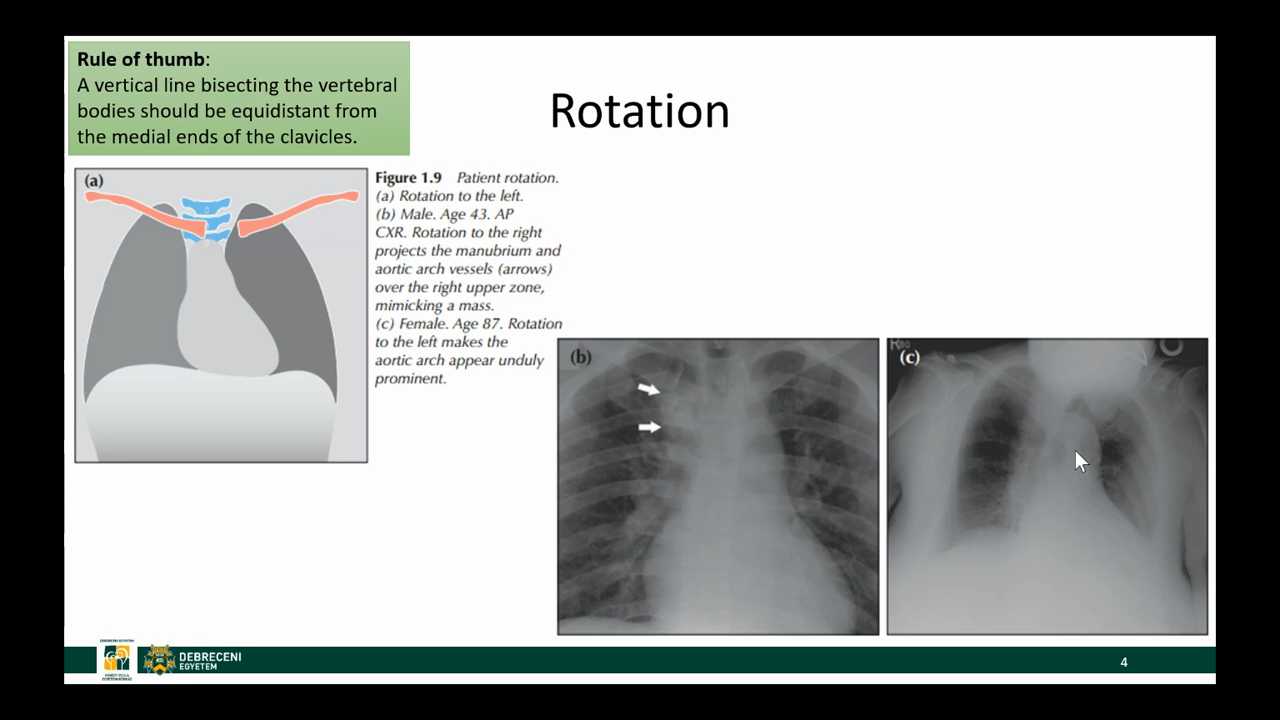 Rule of thumb:
A vertical line bisecting the vertebral
bodies should be equidistant from
the medial ends of the clavicles.
Rotation
(a)
Figure 1.9 Patient rotation.
(a) Rotation to the left.
(b) Male. Age 43. AP
CXR. Rotation to the right
projects the manubrium and
aortic arch vessels (arrows)
over the right upper zone,
mimicking a mass.
(c) Female. Age 87. Rotation
to the left makes the
aortic arch appear unduly
prominent.
(b)
(c)
DEBRECENI
EGYETEM
4